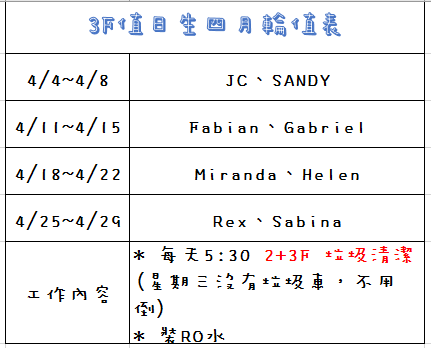 3F值日生四月輪值表
4/4~4/8
JC、SANDY
4/11~4/15
Fabian、Gabriel
4/18~4/22
Miranda、Helen
4/25~4/29
Rex、Sabina
工作內容
* 每天5:30 2+3F 垃圾清潔
(星期三沒有垃圾車，不用
倒)
* 裝RO水